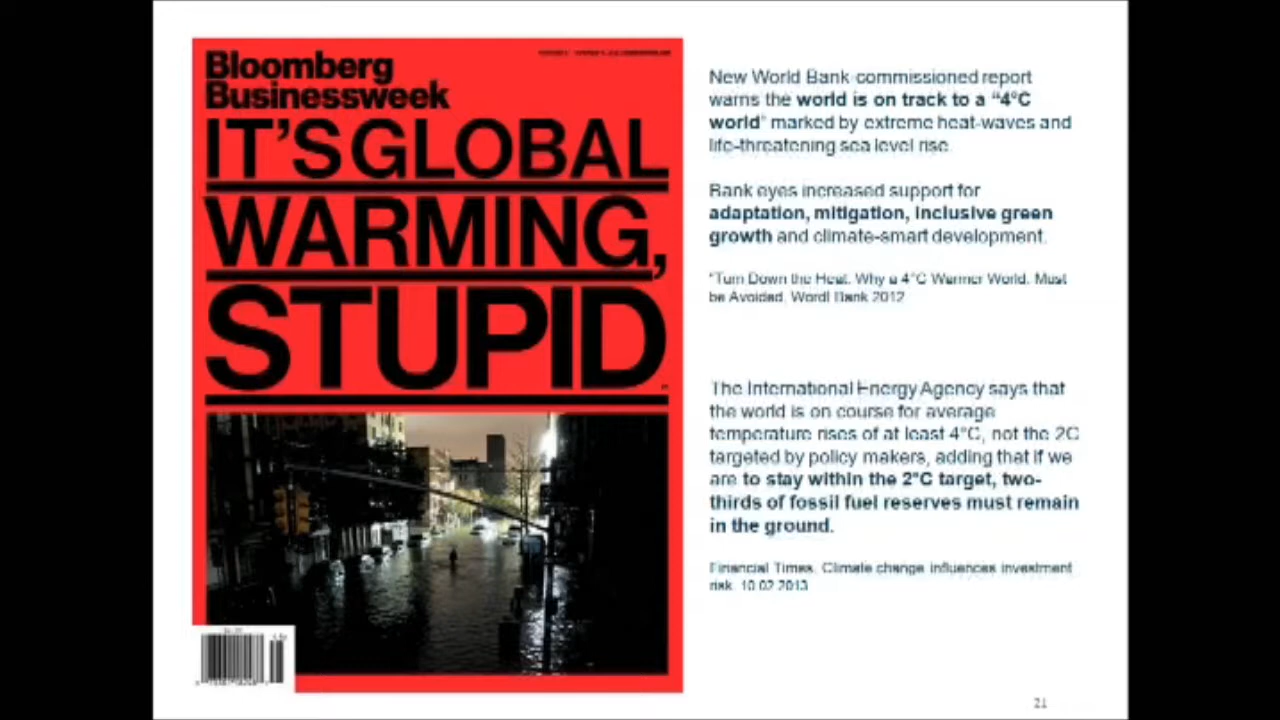 Bloomberg
Businessweek
IT'S GLOBAL
WARMING,
STUPID
New World Bank-commissioned report
warns the world is on track to a "4°C
world" marked by extreme heat-waves and
life-threatening sea level rise.
Bank eyes increased support for
adaptation, mitigation, inclusive green
growth and climate-smart development.
"Turn Down the Heat. Why a 4°C Warmer World. Must
be Avoided. Wordl Bank 2012
The International Energy Agency says that
the world is on course for average
temperature rises of at least 4°C, not the 2C
targeted by policy makers, adding that if we
are to stay within the 2°C target, two-
thirds of fossil fuel reserves must remain
in the ground.
Financial Times. Climate change influences investment
risk. 10.02.2013
21